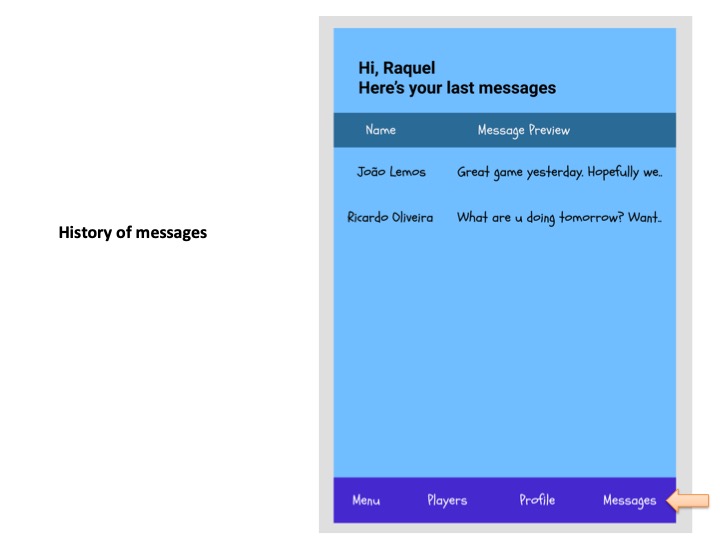 History of messages
Hi, Raquel
Here's your last messages
Name Message Preview
João Lemos Great game yesterday. Hopefully we..
Ricardo Oliveira What are u doing tomorrow? Want..
Menu Players Profile Messages